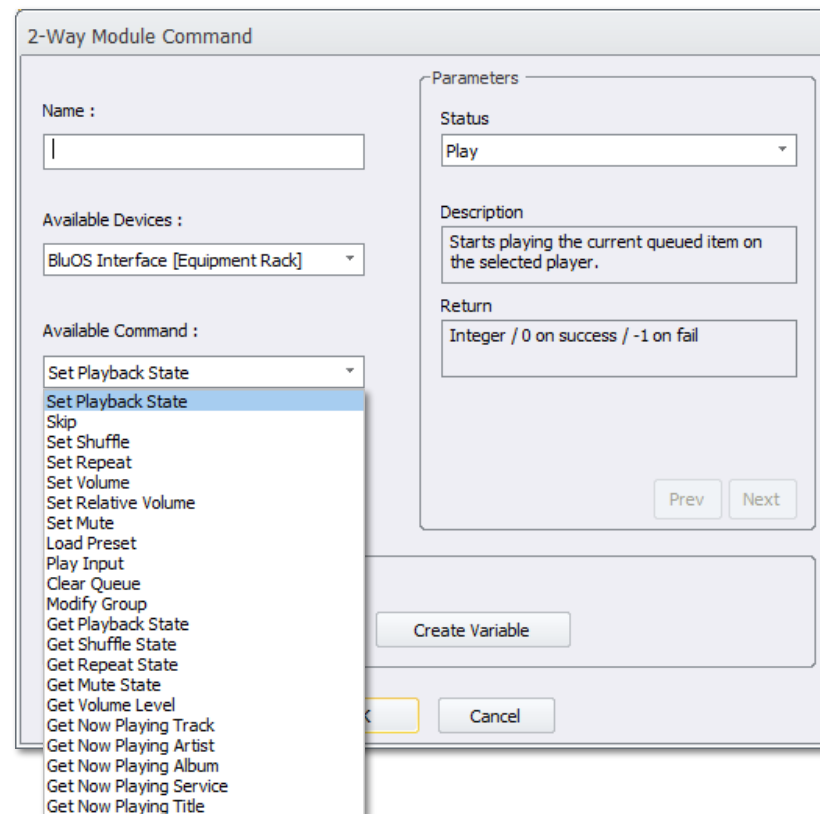 2-Way Module Command
Name :
Available Devices :
BluOS Interface [Equipment Rack]
Available Command :
Set Playback State
Set Playback State
Skip
Set Shuffle
Set Repeat
Set Volume
Set Relative Volume
Set Mute
Load Preset
Play Input
Clear Queue
Modify Group
Get Playback State
Get Shuffle State
Get Repeat State
Get Mute State
Get Volume Level
Get Now Playing Track
Get Now Playing Artist
Get Now Playing Album
Get Now Playing Service
Get Now Playing Title
Parameters
Status
Play
Description
Starts playing the current queued item on
the selected player.
Return
Integer / 0 on success / -1 on fail
Prev Next
Create Variable
Cancel